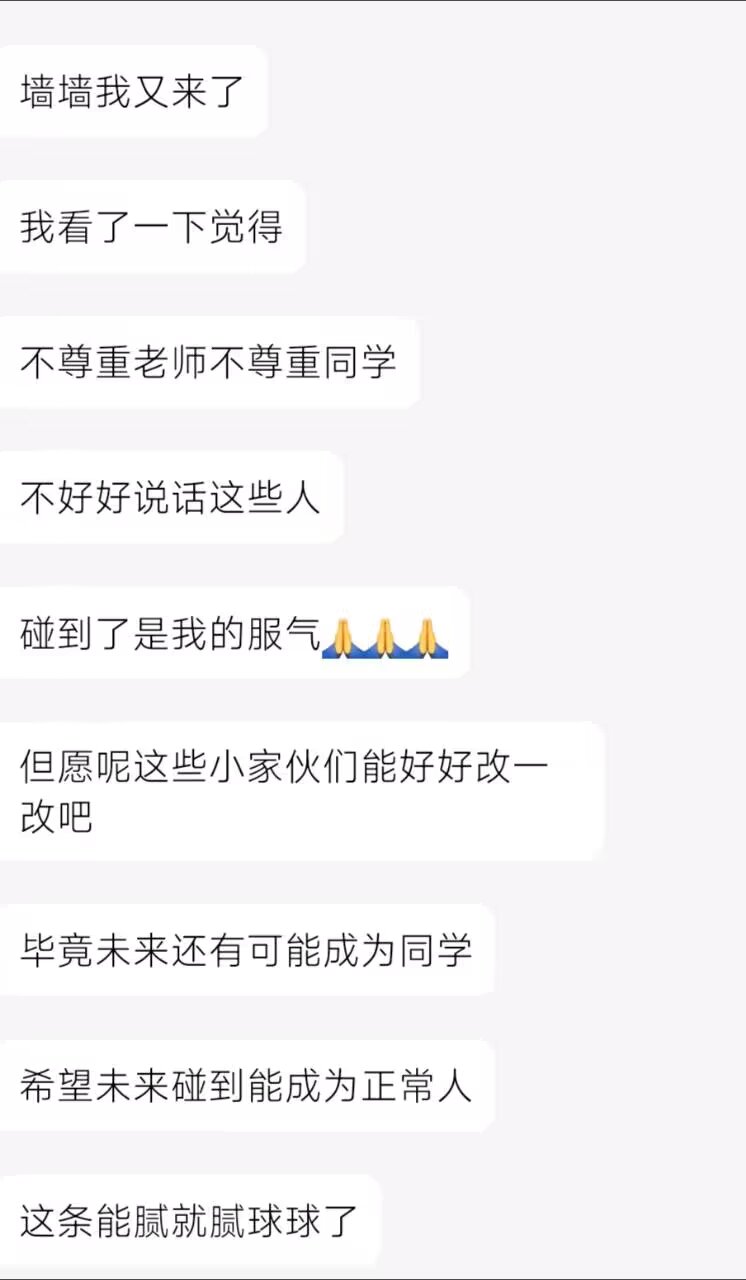 墙墙我又来了
我看了一下觉得
不尊重老师不尊重同学
不好好说话这些人
碰到了是我的服气🙏🙏🙏
但愿呢这些小家伙们能好好改一
改吧
毕竟未来还有可能成为同学
希望未来碰到能成为正常人
这条能腻就腻球球了